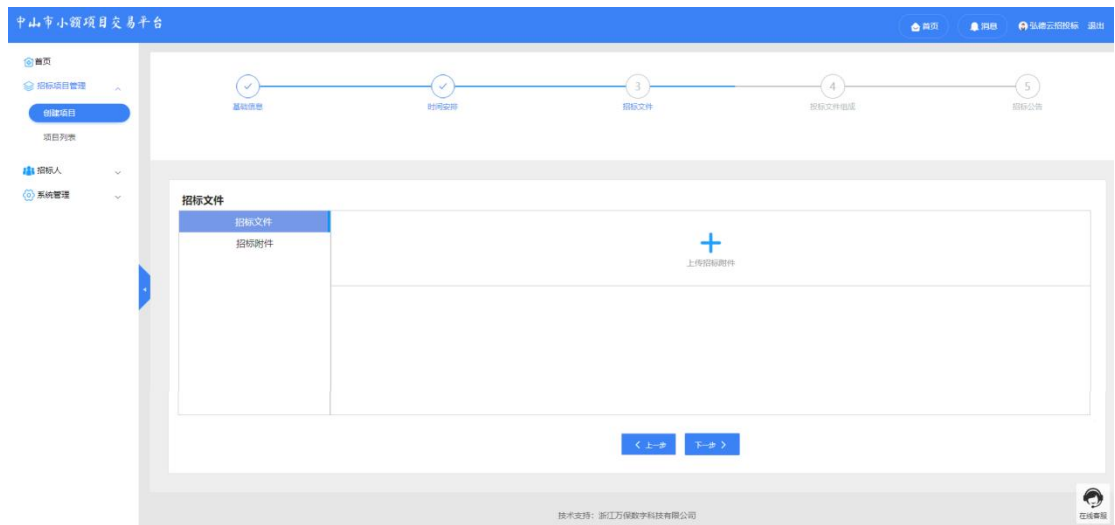 中山市小额项目交易平台
首页
消息
弘德云招投标
退出
首页
招标项目管理
创建项目
项目列表
招标人
系统管理
基础信息
时间安排
3
招标文件
4
投标文件组成
5
招标公告
招标文件
招标文件
招标附件
上传招标附件
上一步
下一步
技术支持：浙江万保数字科技有限公司
在线客服